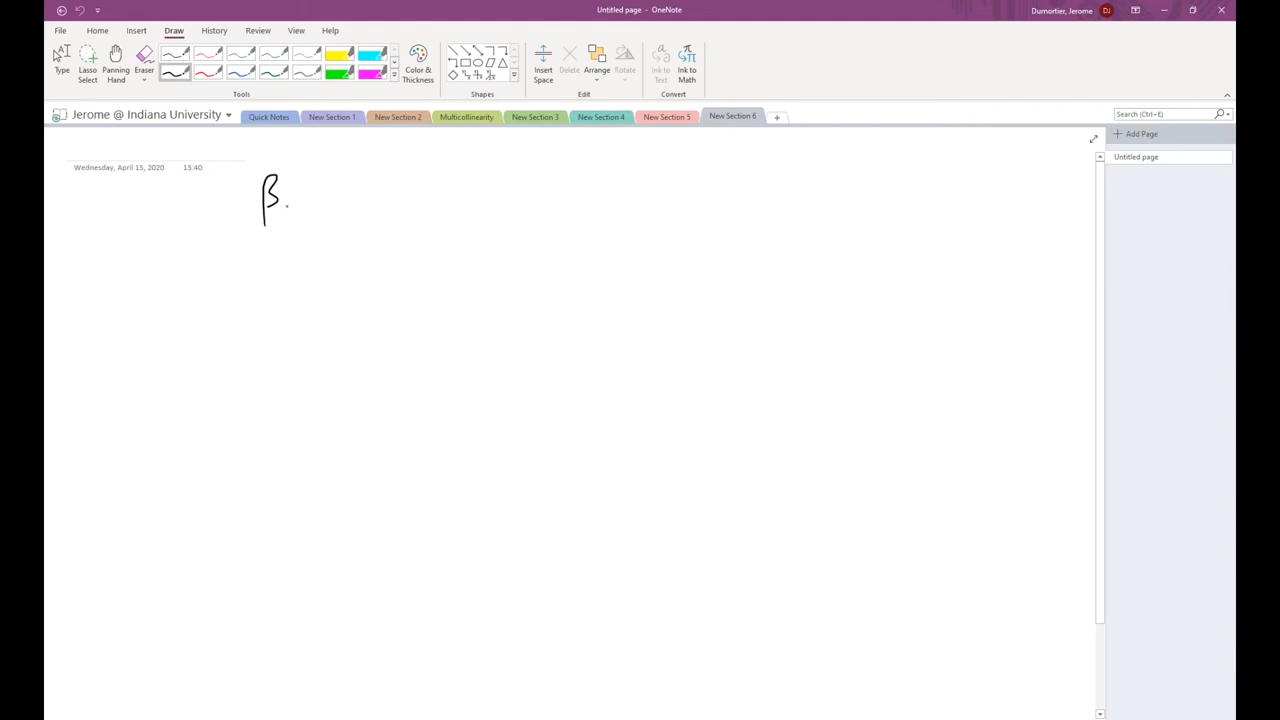 Untitled page - OneNote
Dumortier, Jerome DJ
File Home Insert Draw History Review View Help
Type
Lasso Select
Panning Hand
Eraser
Color & Thickness
Insert Space
Delete
Arrange
Rotate
Ink to Text
Ink to Math
Tools Shapes Edit Convert
Jerome @ Indiana University
Quick Notes New Section 1 New Section 2 Multicollinearity New Section 3 New Section 4 New Section 5 New Section 6 +
Search (Ctrl+E)
+ Add Page
Untitled page
Wednesday, April 15, 2020 13:40
β.